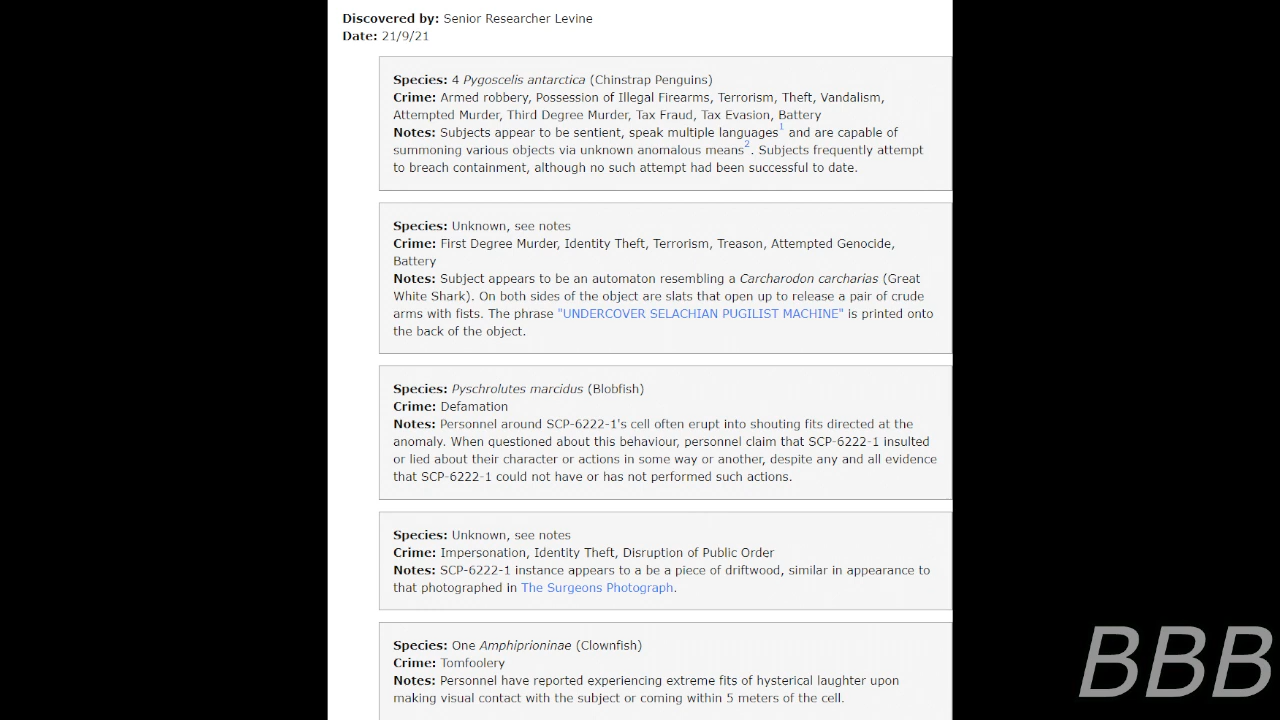 Discovered by: Senior Researcher Levine
Date: 21/9/21
Species: 4 Pygoscelis antarctica (Chinstrap Penguins)
Crime: Armed robbery, Possession of Illegal Firearms, Terrorism, Theft, Vandalism,
Attempted Murder, Third Degree Murder, Tax Fraud, Tax Evasion, Battery
Notes: Subjects appear to be sentient, speak multiple languages1 and are capable of
summoning various objects via unknown anomalous means2. Subjects frequently attempt
to breach containment, although no such attempt had been successful to date.
Species: Unknown, see notes
Crime: First Degree Murder, Identity Theft, Terrorism, Treason, Attempted Genocide,
Battery
Notes: Subject appears to be an automaton resembling a Carcharodon carcharias (Great
White Shark). On both sides of the object are slats that open up to release a pair of crude
arms with fists. The phrase "UNDERCOVER SELACHIAN PUGILIST MACHINE" is printed onto
the back of the object.
Species: Pyschrolutes marcidus (Blobfish)
Crime: Defamation
Notes: Personnel around SCP-6222-1's cell often erupt into shouting fits directed at the
anomaly. When questioned about this behaviour, personnel claim that SCP-6222-1 insulted
or lied about their character or actions in some way or another, despite any and all evidence
that SCP-6222-1 could not have or has not performed such actions.
Species: Unknown, see notes
Crime: Impersonation, Identity Theft, Disruption of Public Order
Notes: SCP-6222-1 instance appears to a be a piece of driftwood, similar in appearance to
that photographed in The Surgeons Photograph.
Species: One Amphiprioninae (Clownfish)
Crime: Tomfoolery
Notes: Personnel have reported experiencing extreme fits of hysterical laughter upon
making visual contact with the subject or coming within 5 meters of the cell.
BBB